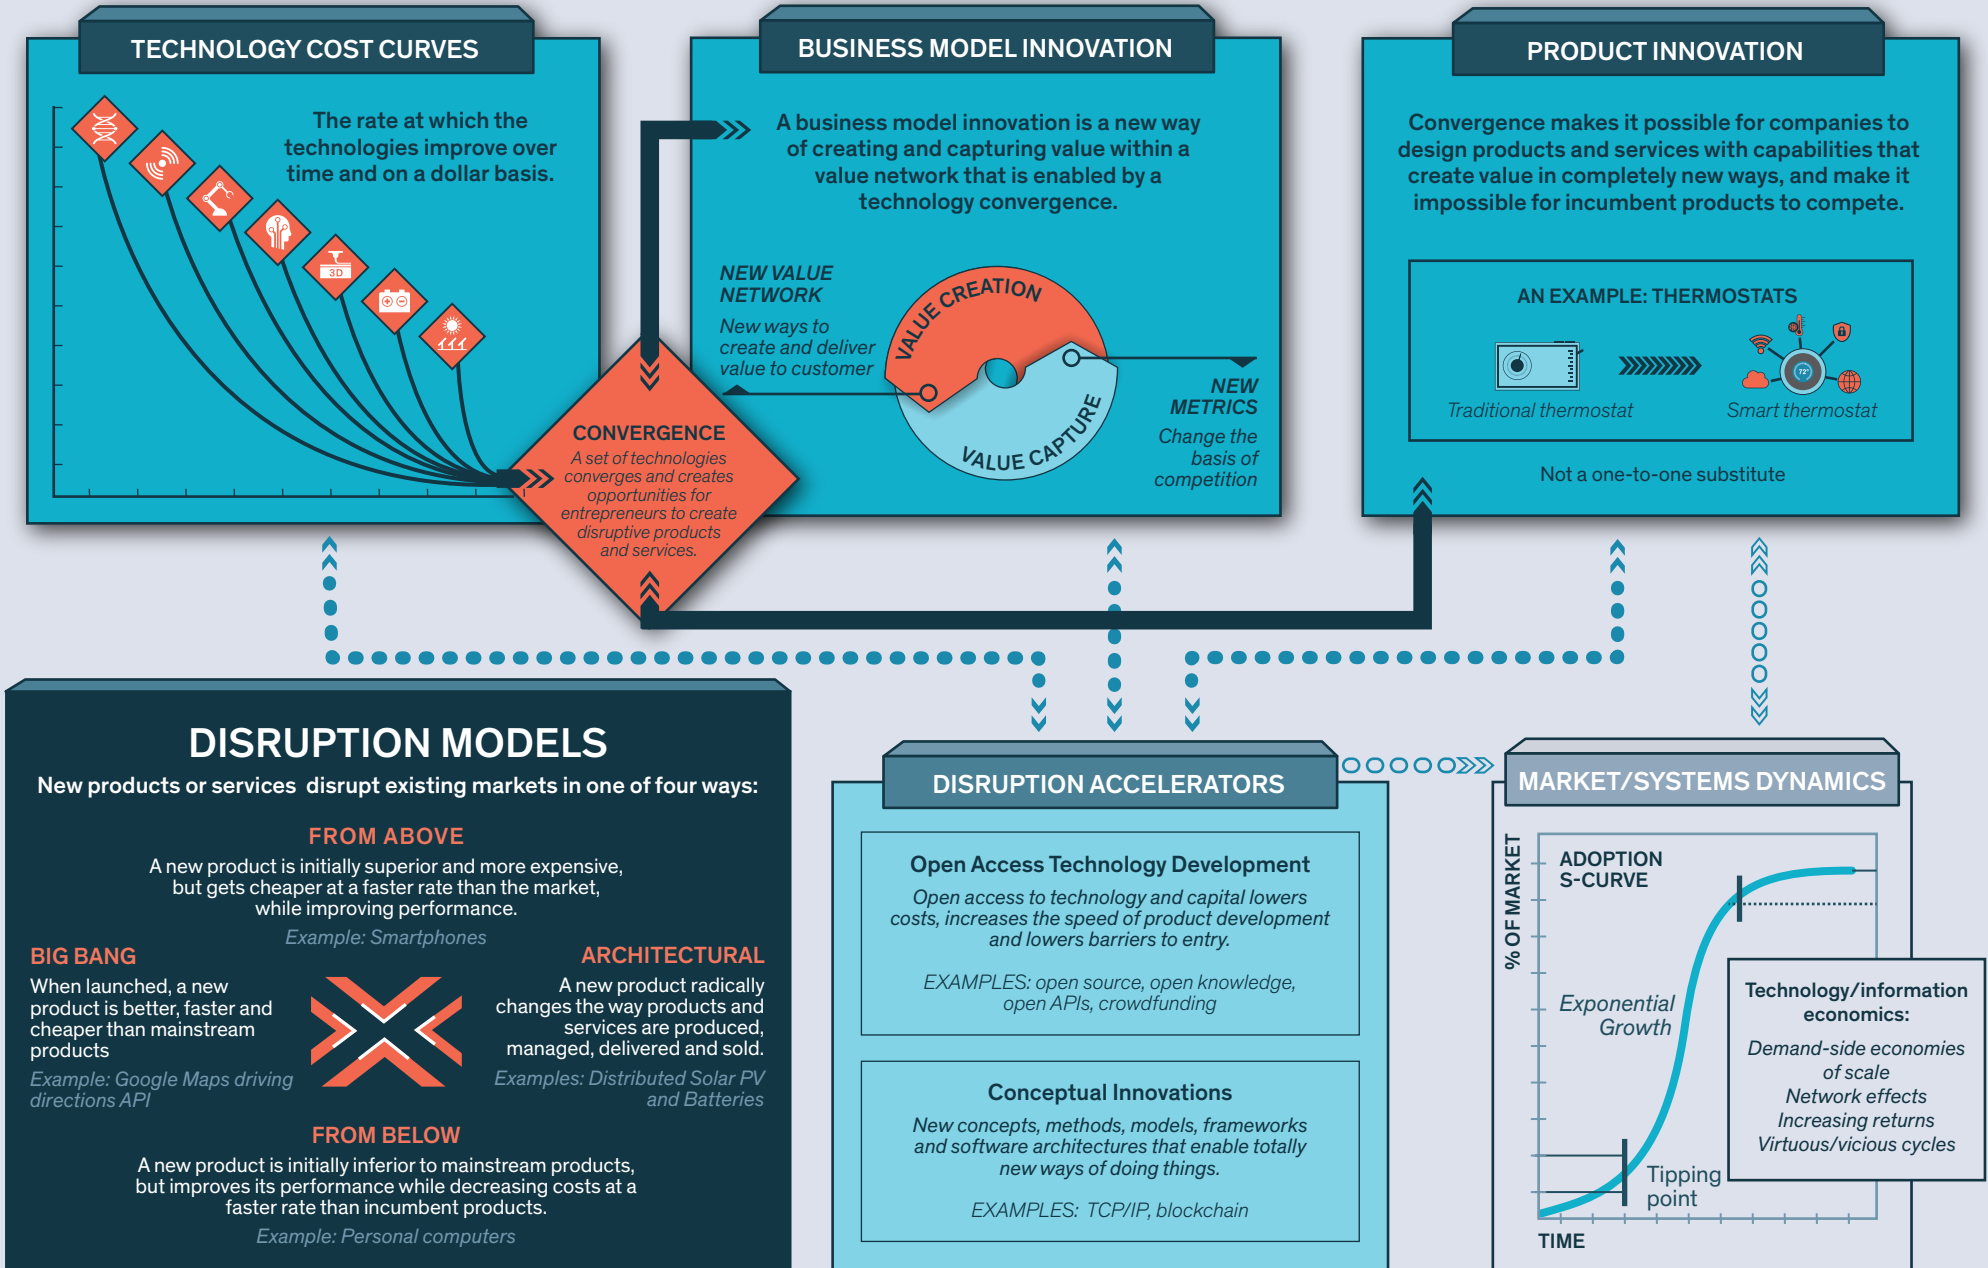 TECHNOLOGY COST CURVES
The rate at which the
technologies improve over
time and on a dollar basis.
3D
CONVERGENCE
A set of technologies
converges and creates
opportunities for
entrepreneurs to create
disruptive products
and services.
BUSINESS MODEL INNOVATION
A business model innovation is a new way
of creating and capturing value within a
value network that is enabled by a
technology convergence.
NEW VALUE
NETWORK
New ways to
create and deliver
value to customer
VALUE CREATION
VALUE CAPTURE
NEW
METRICS
Change the
basis of
competition
PRODUCT INNOVATION
Convergence makes it possible for companies to
design products and services with capabilities that
create value in completely new ways, and make it
impossible for incumbent products to compete.
AN EXAMPLE: THERMOSTATS
72°
Traditional thermostat
Smart thermostat
Not a one-to-one substitute
DISRUPTION MODELS
New products or services disrupt existing markets in one of four ways:
FROM ABOVE
A new product is initially superior and more expensive,
but gets cheaper at a faster rate than the market,
while improving performance.
Example: Smartphones
BIG BANG
When launched, a new
product is better, faster and
cheaper than mainstream
products
Example: Google Maps driving
directions API
ARCHITECTURAL
A new product radically
changes the way products and
services are produced,
managed, delivered and sold.
Examples: Distributed Solar PV
and Batteries
FROM BELOW
A new product is initially inferior to mainstream products,
but improves its performance while decreasing costs at a
faster rate than incumbent products.
Example: Personal computers
DISRUPTION ACCELERATORS
Open Access Technology Development
Open access to technology and capital lowers
costs, increases the speed of product development
and lowers barriers to entry.
EXAMPLES: open source, open knowledge,
open APIs, crowdfunding
Conceptual Innovations
New concepts, methods, models, frameworks
and software architectures that enable totally
new ways of doing things.
EXAMPLES: TCP/IP, blockchain
MARKET/SYSTEMS DYNAMICS
% OF MARKET
ADOPTION
S-CURVE
Exponential
Growth
Technology/information
economics:
Demand-side economies
of scale
Network effects
Increasing returns
Virtuous/vicious cycles
Tipping
point
TIME